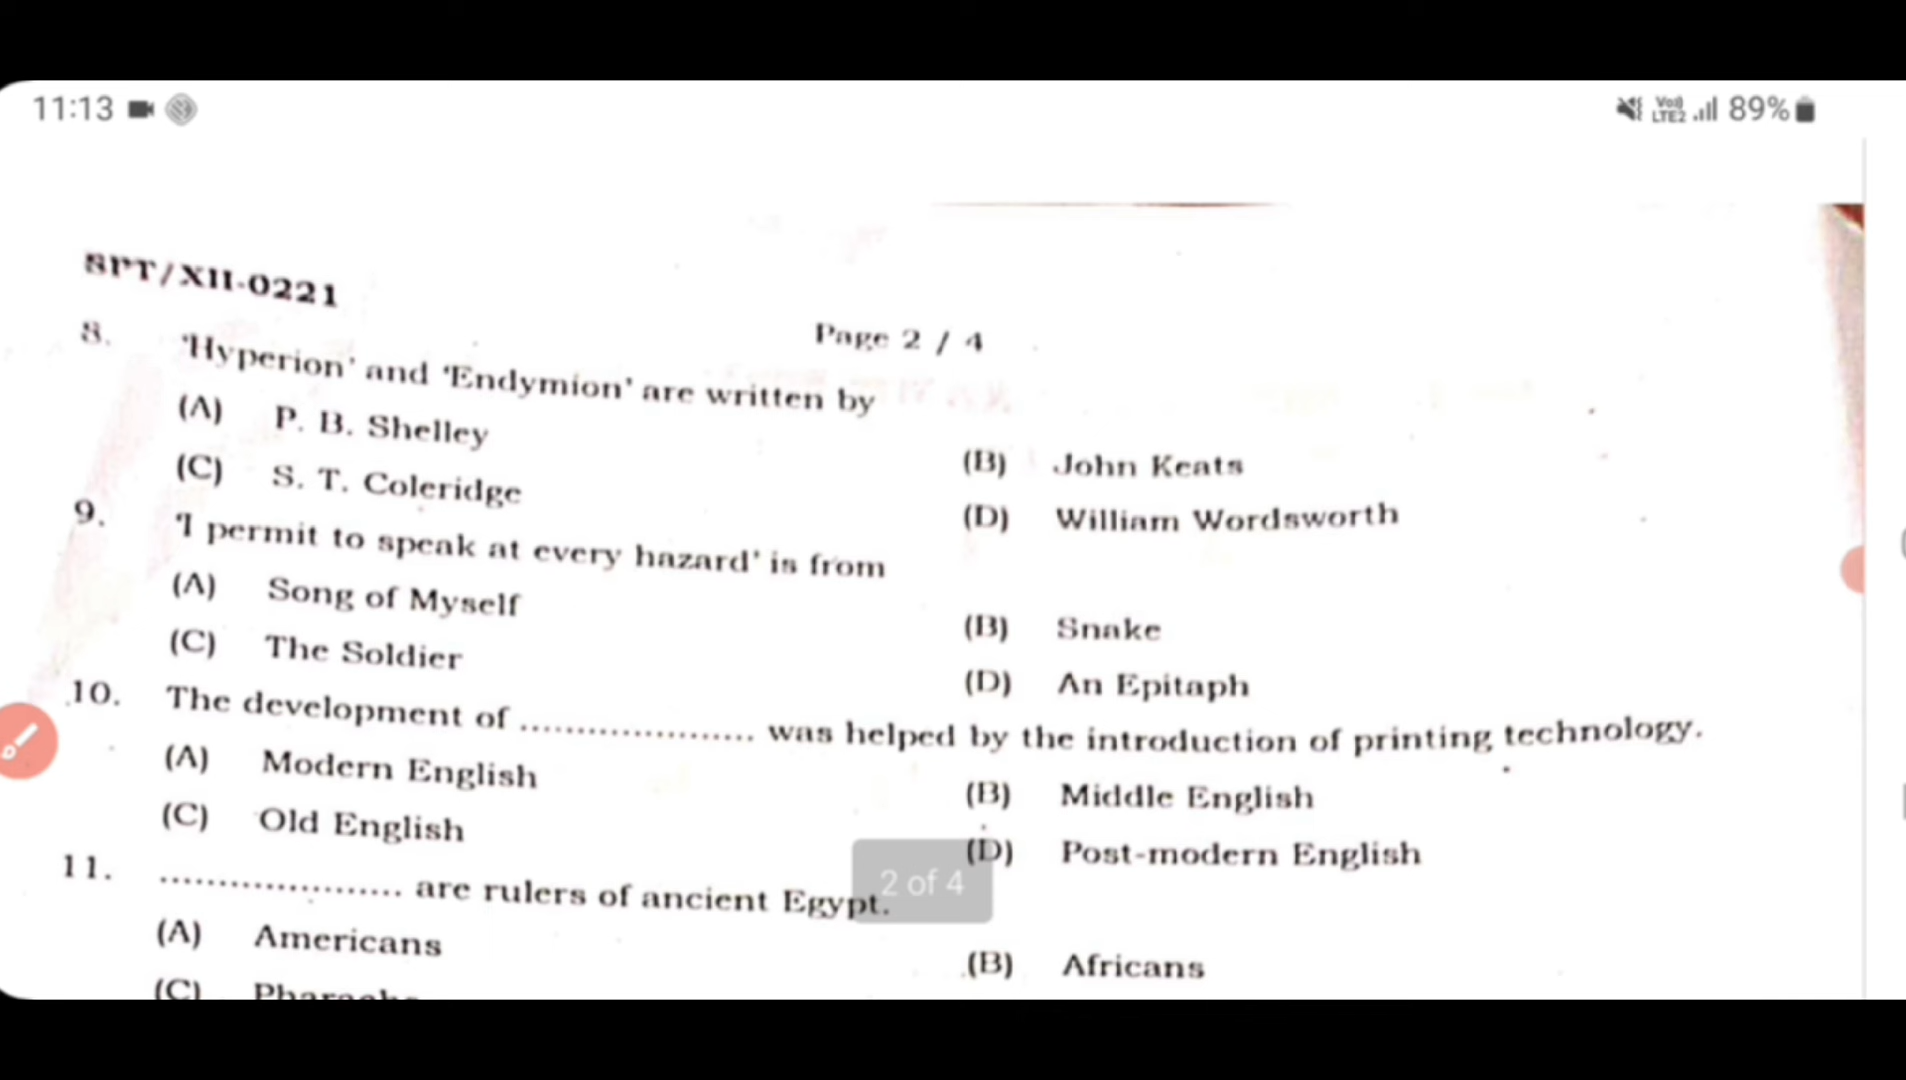 11:13
Vo)) LTE2 89%
SPT/XII-0221
Page 2 / 4
8. 'Hyperion' and 'Endymion' are written by
(A) P. B. Shelley
(B) John Keats
(C) S. T. Coleridge
(D) William Wordsworth
9. 'I permit to speak at every hazard' is from
(A) Song of Myself
(B) Snake
(C) The Soldier
(D) An Epitaph
10. The development of .................... was helped by the introduction of printing technology.
(A) Modern English
(B) Middle English
(C) Old English
(D) Post-modern English
11. ..................... are rulers of ancient Egypt.
2 of 4
(A) Americans
(B) Africans
(C) Pharaohs